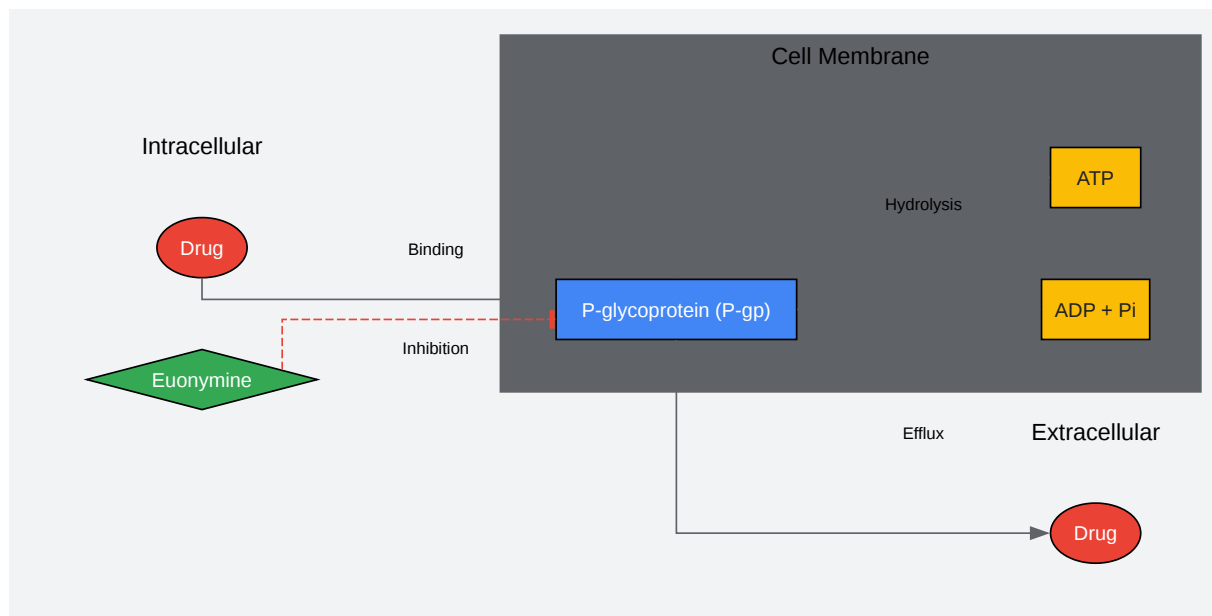 Cell Membrane
Intracellular
ATP
Hydrolysis
Drug
Binding
P-glycoprotein (P-gp)
ADP + Pi
Inhibition
Euonymine
Efflux
Extracellular
Drug